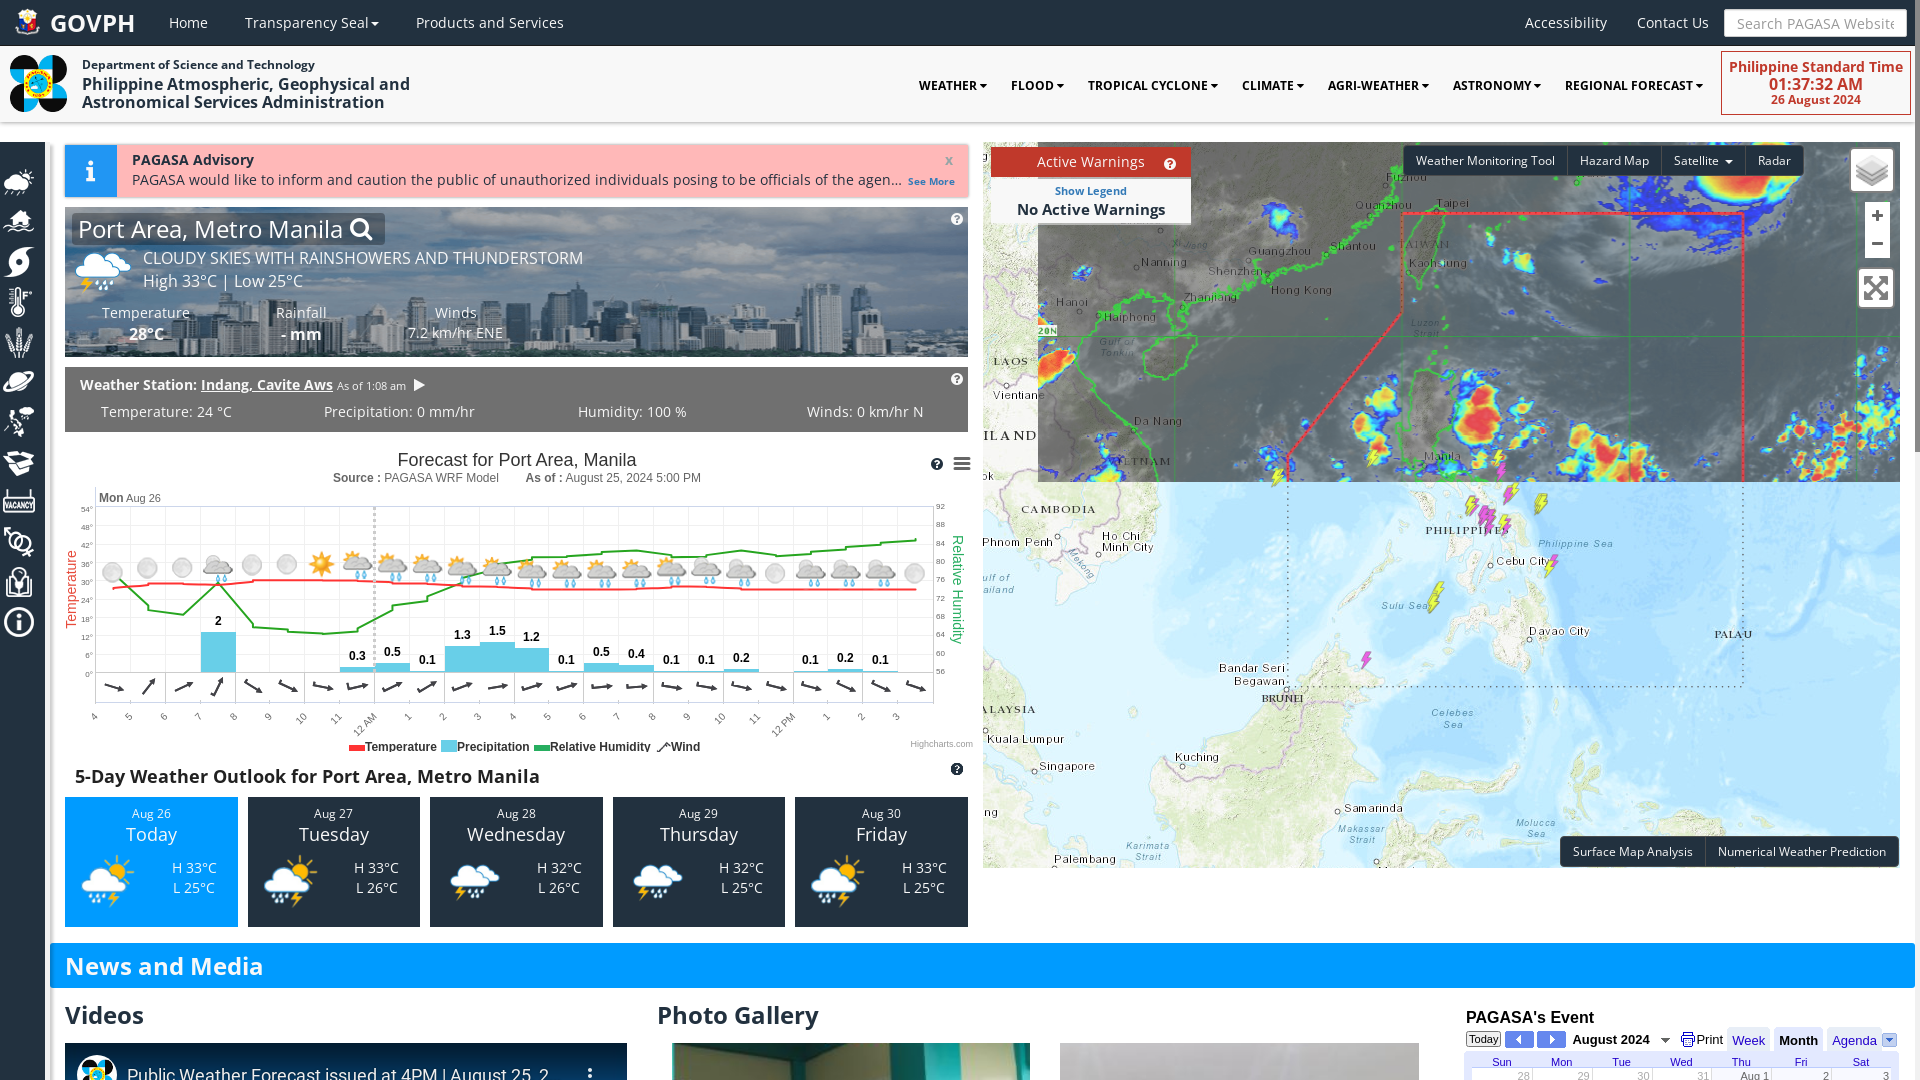 GOVPH
Home
Transparency Seal
Products and Services
Accessibility
Contact Us
Search PAGASA Website
Department of Science and Technology
Philippine Atmospheric, Geophysical and
Astronomical Services Administration
WEATHER
FLOOD
TROPICAL CYCLONE
CLIMATE
AGRI-WEATHER
ASTRONOMY
REGIONAL FORECAST
Philippine Standard Time
01:37:32 AM
26 August 2024
PAGASA Advisory
x
PAGASA would like to inform and caution the public of unauthorized individuals posing to be officials of the agen... See More
Port Area, Metro Manila
CLOUDY SKIES WITH RAINSHOWERS AND THUNDERSTORM
High 33°C | Low 25°C
Temperature
28°C
Rainfall
- mm
Winds
7.2 km/hr ENE
Weather Station: Indang, Cavite Aws As of 1:08 am
Temperature: 24 °C
Precipitation: 0 mm/hr
Humidity: 100 %
Winds: 0 km/hr N
Forecast for Port Area, Manila
Source : PAGASA WRF Model As of : August 25, 2024 5:00 PM
Mon Aug 26
Temperature
54°
48°
42°
36°
30°
24°
18°
12°
6°
0°
92
88
84
80
76
72
68
64
60
56
Relative Humidity
2
0.3
0.5
0.1
1.3
1.5
1.2
0.1
0.5
0.4
0.1
0.1
0.2
0.1
0.2
0.1
4
5
6
7
8
9
10
11
12 AM
1
2
3
4
5
6
7
8
9
10
11
12 PM
1
2
3
Temperature
Precipitation
Relative Humidity
Wind
Highcharts.com
5-Day Weather Outlook for Port Area, Metro Manila
Aug 26
Today
H 33°C
L 25°C
Aug 27
Tuesday
H 33°C
L 26°C
Aug 28
Wednesday
H 32°C
L 26°C
Aug 29
Thursday
H 32°C
L 25°C
Aug 30
Friday
H 33°C
L 25°C
Active Warnings
Show Legend
No Active Warnings
Weather Monitoring Tool
Hazard Map
Satellite
Radar
+
−
Fuzhou
Taipei
Quanzhou
TAIWAN
Shantou
Guangzhou
Kaohsiung
Nanning
Shenzhen
Hong Kong
Zhanjiang
Hanoi
Haiphong
Luzon
Strait
20N
Gulf of
Tonkin
LAOS
Vientiane
Da Nang
ILAND
VIETNAM
Manila
ok
CAMBODIA
PHILIPPINES
Phnom Penh
Ho Chi
Minh City
Mekong
Philippine Sea
Cebu City
ulf of
ailand
Sulu Sea
Davao City
PALAU
Bandar Seri
Begawan
BRUNEI
ALAYSIA
Celebes
Sea
Kuala Lumpur
Kuching
Singapore
Samarinda
ng
Makassar
Strait
Molucca
Sea
Karimata
Strait
Palembang
Surface Map Analysis
Numerical Weather Prediction
News and Media
Videos
Public Weather Forecast issued at 4PM | August 25, 2
Photo Gallery
PAGASA's Event
Today
August 2024
Print
Week
Month
Agenda
Sun
Mon
Tue
Wed
Thu
Fri
Sat
28
29
30
31
Aug 1
2
3